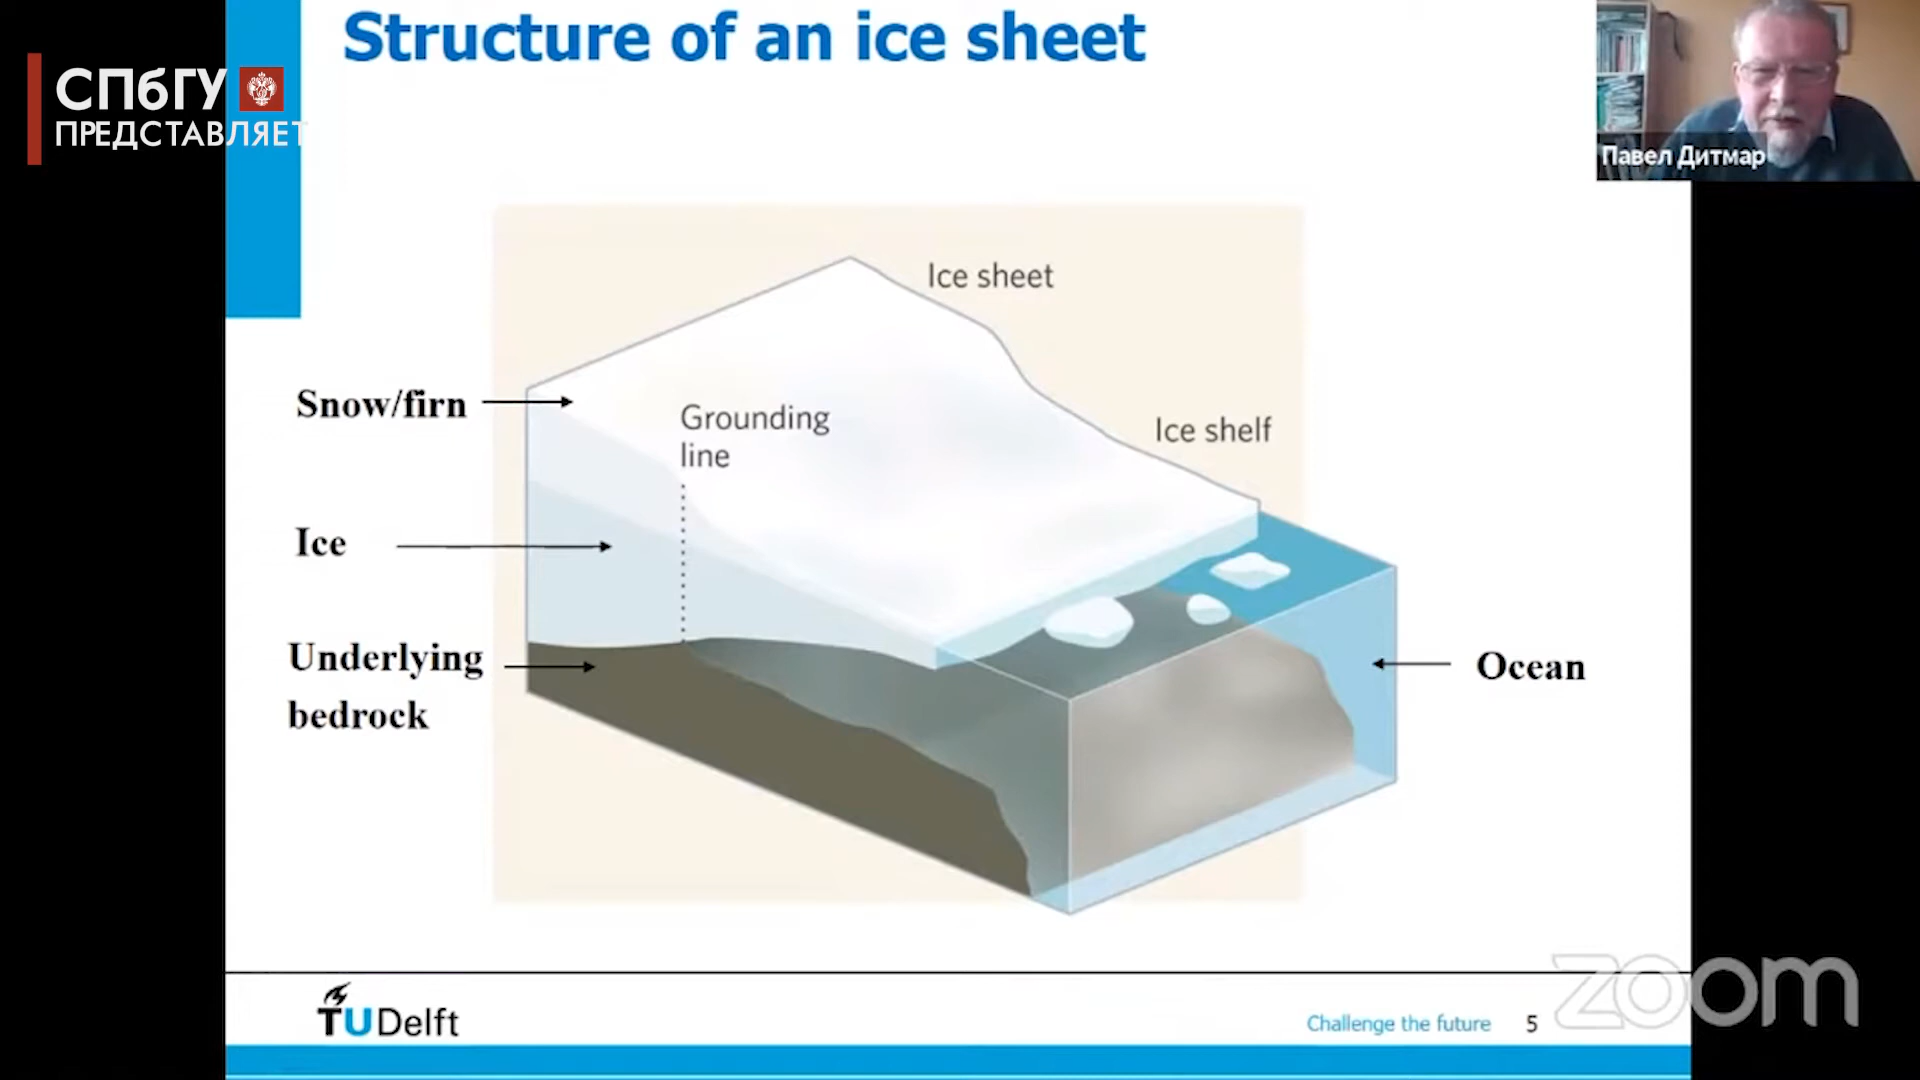 Structure of an ice sheet
СПбГУ
ПРЕДСТАВЛЯЕТ
Павел Дитмар
Ice sheet
Snow/firn
Grounding
line
Ice shelf
Ice
Underlying
bedrock
Ocean
TUDelft
Challenge the future
5
zoom